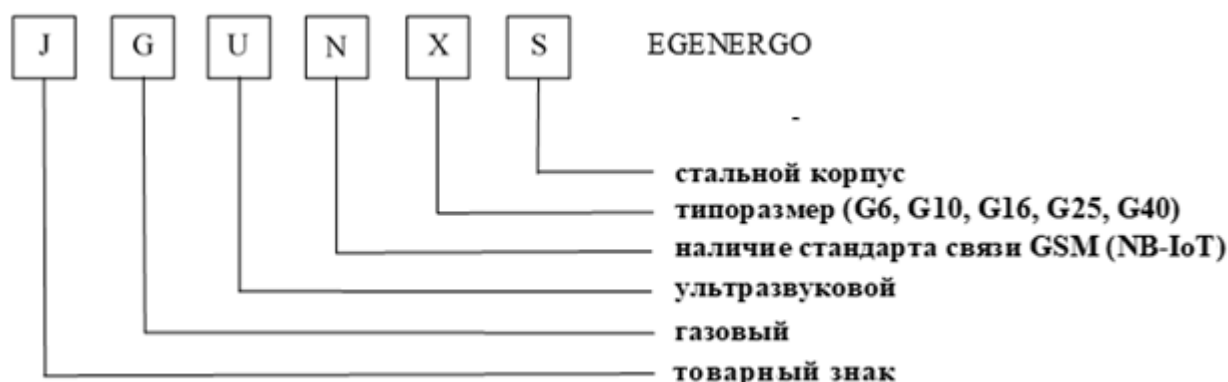 J G U N X S EGENERGO
-
стальной корпус
типоразмер (G6, G10, G16, G25, G40)
наличие стандарта связи GSM (NB-IoT)
ультразвуковой
газовый
товарный знак